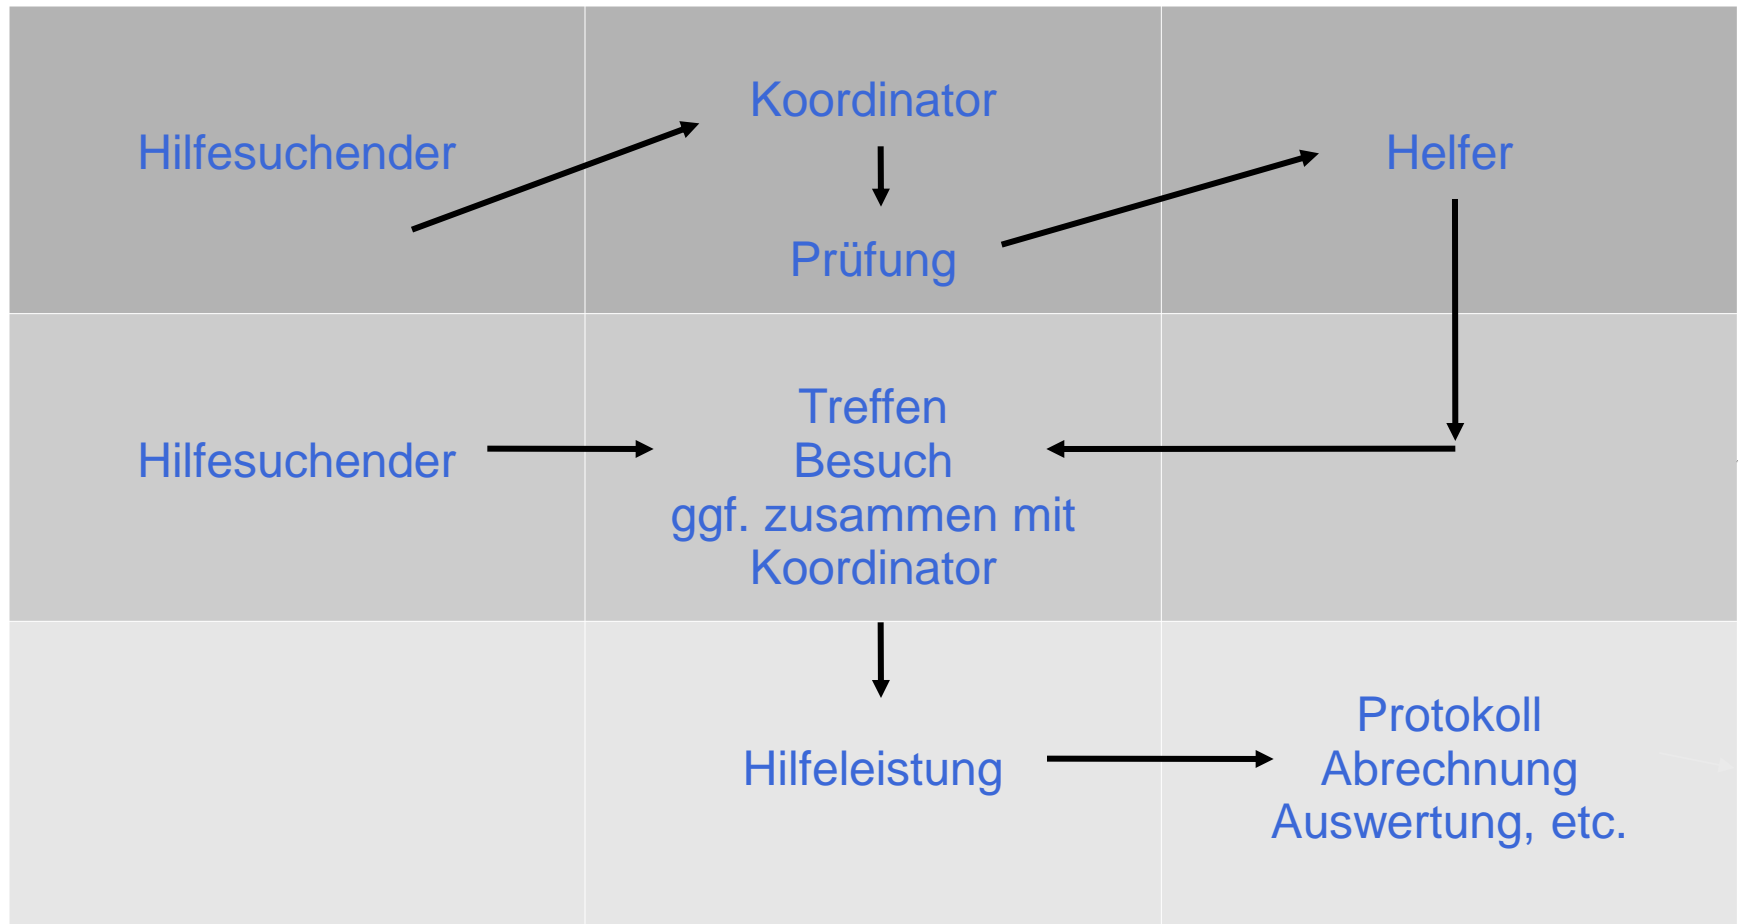 Hilfesuchender
Koordinator
Prüfung
Helfer
Hilfesuchender
Treffen
Besuch
ggf. zusammen mit
Koordinator
Hilfeleistung
Protokoll
Abrechnung
Auswertung, etc.